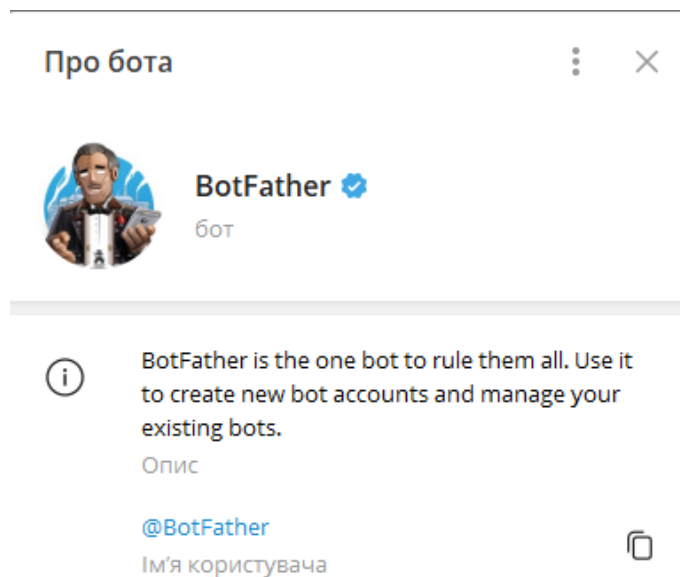 Про бота
BotFather
бот
BotFather is the one bot to rule them all. Use it
to create new bot accounts and manage your
existing bots.
Опис
@BotFather
Ім’я користувача